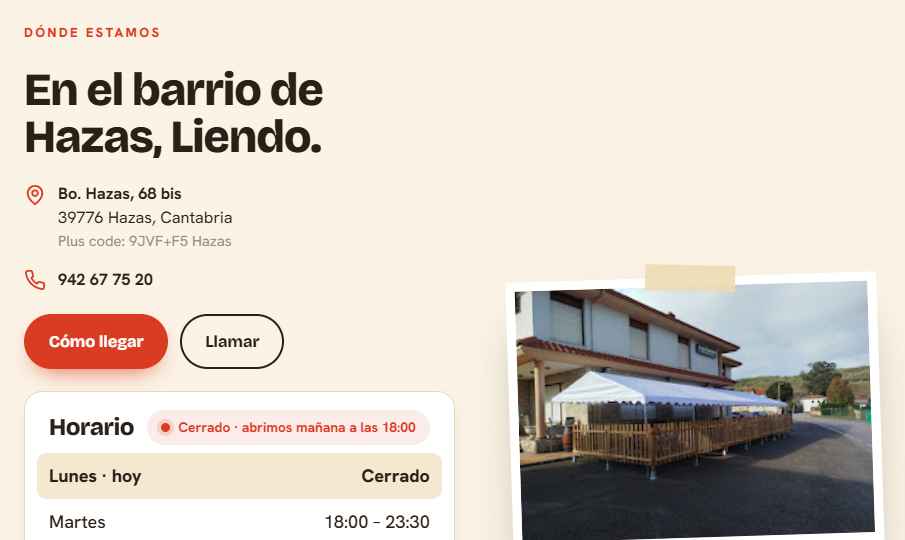 DÓNDE ESTAMOS
En el barrio de
Hazas, Liendo.
Bo. Hazas, 68 bis
39776 Hazas, Cantabria
Plus code: 9JVF+F5 Hazas
942 67 75 20
Cómo llegar
Llamar
Horario
Cerrado · abrimos mañana a las 18:00
Lunes · hoy
Cerrado
Martes
18:00 – 23:30